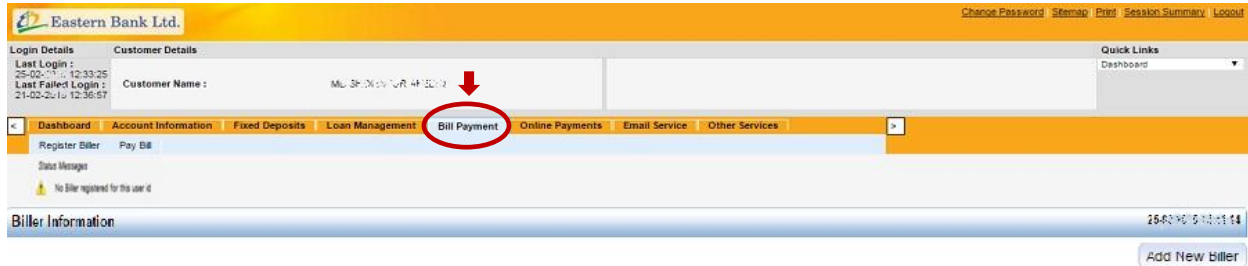 Eastern Bank Ltd.
Change Password Sitemap Print Session Summary Logout
Login Details Customer Details Quick Links
Last Login :
12:33:25
Last Failed Login :
12:36:57
Customer Name :
Dashboard
< Dashboard Account Information Fixed Deposits Loan Management Bill Payment Online Payments Email Service Other Services >
Register Biller Pay Bill
Status Messages
No Biller registered for this user id
Biller Information
Add New Biller